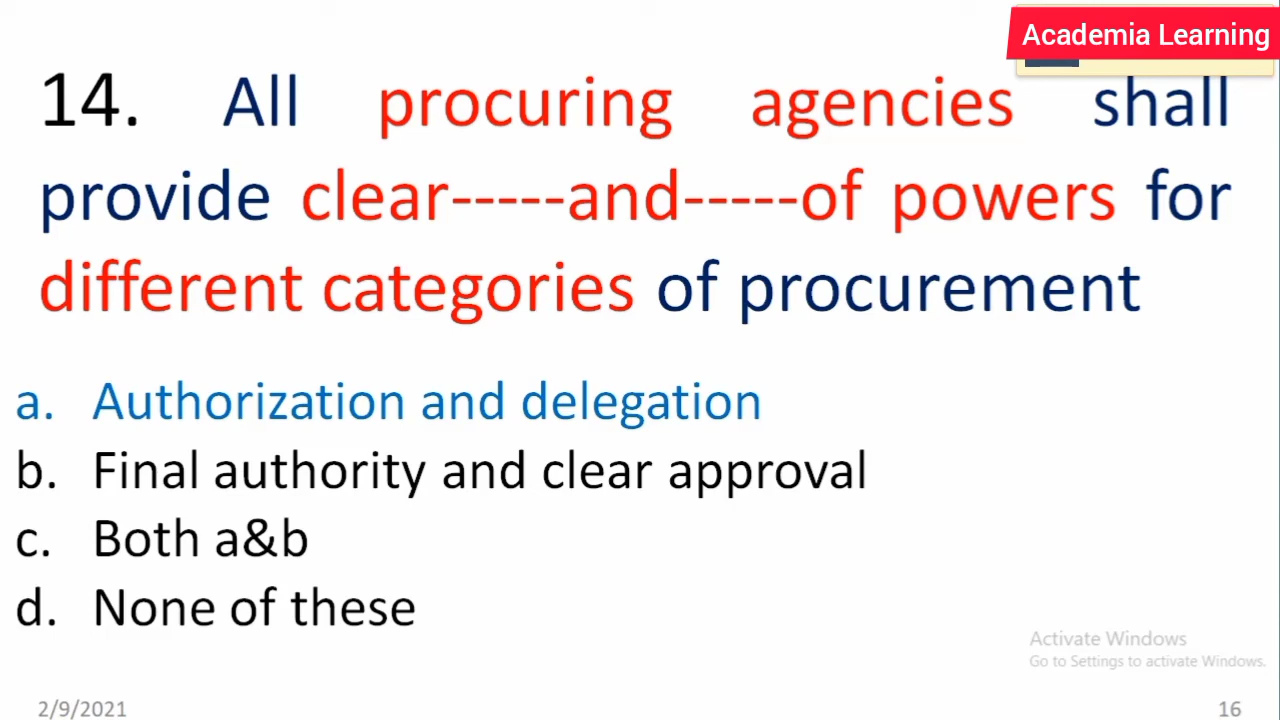 Academia Learning
14. All procuring agencies shall
provide clear-----and-----of powers for
different categories of procurement
a. Authorization and delegation
b. Final authority and clear approval
c. Both a&b
d. None of these
Activate Windows
Go to Settings to activate Windows.
2/9/2021
16